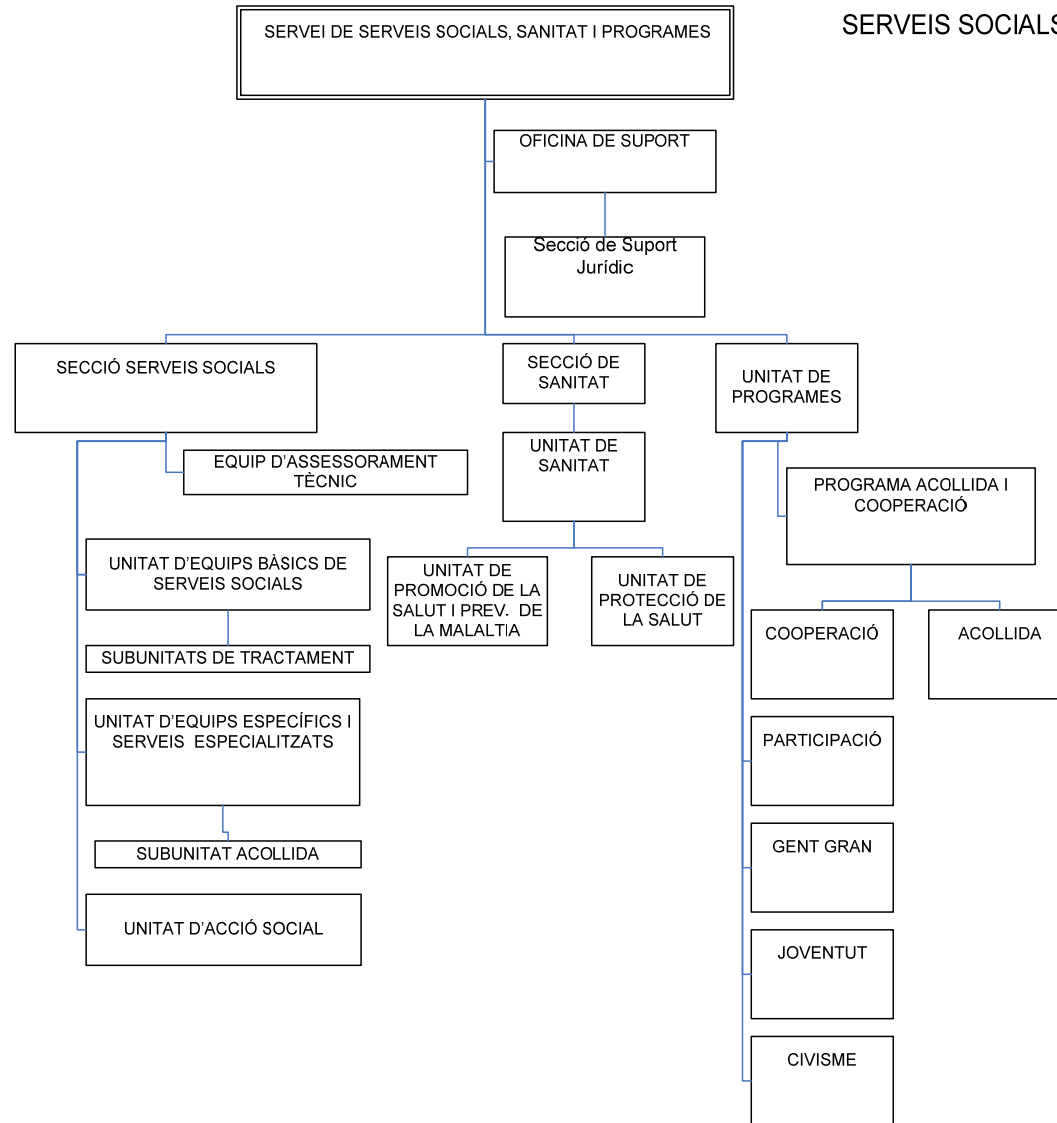 SERVEIS SOCIALS
SERVEI DE SERVEIS SOCIALS, SANITAT I PROGRAMES
OFICINA DE SUPORT
Secció de Suport
Jurídic
SECCIÓ SERVEIS SOCIALS
SECCIÓ DE
SANITAT
UNITAT DE
PROGRAMES
EQUIP D'ASSESSORAMENT
TÈCNIC
UNITAT DE
SANITAT
PROGRAMA ACOLLIDA I
COOPERACIÓ
UNITAT D'EQUIPS BÀSICS DE
SERVEIS SOCIALS
UNITAT DE
PROMOCIÓ DE LA
SALUT I PREV. DE
LA MALALTIA
UNITAT DE
PROTECCIÓ DE
LA SALUT
COOPERACIÓ
ACOLLIDA
SUBUNITATS DE TRACTAMENT
UNITAT D'EQUIPS ESPECÍFICS I
SERVEIS ESPECIALITZATS
PARTICIPACIÓ
SUBUNITAT ACOLLIDA
GENT GRAN
UNITAT D'ACCIÓ SOCIAL
JOVENTUT
CIVISME